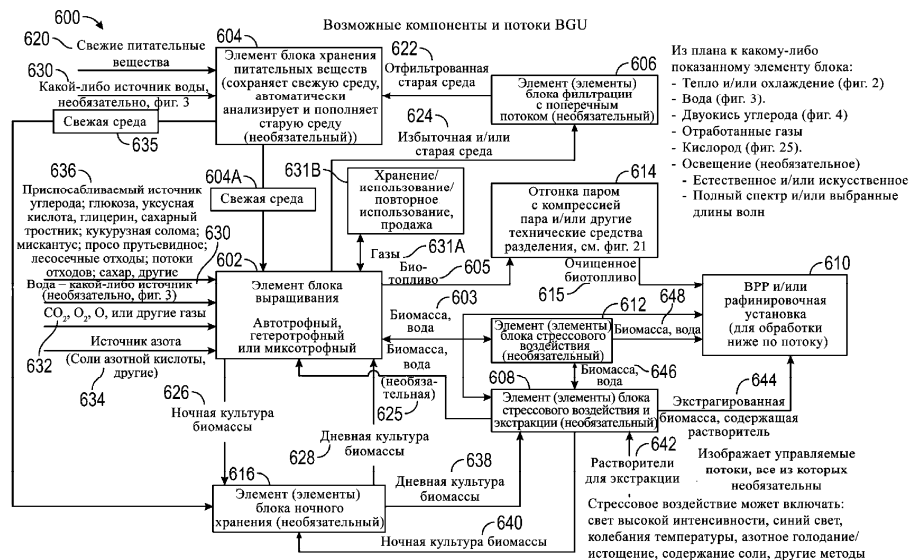 Возможные компоненты и потоки BGU
600
620
Свежие питательные
вещества
630
Какой-либо источник воды,
необязательно, фиг. 3
Свежая среда
635
604
Элемент блока хранения
питательных веществ
(сохраняет свежую среду,
автоматически
анализирует и пополняет
старую среду
(необязательный))
622
Отфильтрованная
старая среда
624
Избыточная и/или
старая среда
606
Элемент (элементы)
блока фильтрации
с поперечным
потоком (необязательный)
Из плана к какому-либо
показанному элементу блока:
- Тепло и/или охлаждение (фиг. 2)
- Вода (фиг. 3).
- Двуокись углерода (фиг. 4)
- Отработанные газы
- Кислород (фиг. 25).
- Освещение (необязательное)
- Естественное и/или искусственное
- Полный спектр и/или выбранные
длины волн
636
Приспосабливаемый источник
углерода; глюкоза, уксусная
кислота, глицерин, сахарный
тростник; кукурузная солома;
мискантус; просо прутьевидное;
лесосечные отходы; потоки
отходов; сахар, другие
630
Вода – какой-либо источник
(необязательно, фиг. 3)
CO2, O2, O, или другие газы
632
Источник азота
(Соли азотной кислоты,
другие)
634
604A
Свежая среда
631B
Хранение/
использование/
повторное
использование,
продажа
Газы
631A
614
Отгонка паром
с компрессией
пара и/или другие
технические средства
разделения, см. фиг. 21
602
Элемент блока
выращивания
Автотрофный,
гетеротрофный
или миксотрофный
Био-
топливо
605
Очищенное
биотопливо
615
610
BPP и/или
рафинировочная
установка
(для обработки
ниже по потоку)
603
Биомасса,
вода
612
Элемент (элементы)
блока стрессового
воздействия
(необязательный)
648
Биомасса, вода
Биомасса,
вода
(необяза-
тельная)
625
Биомасса,
вода
646
608
Элемент (элементы) блока
стрессового воздействия и
экстракции (необязательный)
644
Экстрагированная
биомасса, содержащая
растворитель
626
Ночная культура
биомассы
628
Дневная культура
биомассы
638
Дневная культура
биомассы
642
Растворители
для экстракции
Изображает управляемые
потоки, все из которых
необязательны
616
Элемент (элементы)
блока ночного
хранения (необязательный)
640
Ночная культура биомассы
Стрессовое воздействие может включать:
свет высокой интенсивности, синий свет,
колебания температуры, азотное голодание/
истощение, содержание соли, другие методы